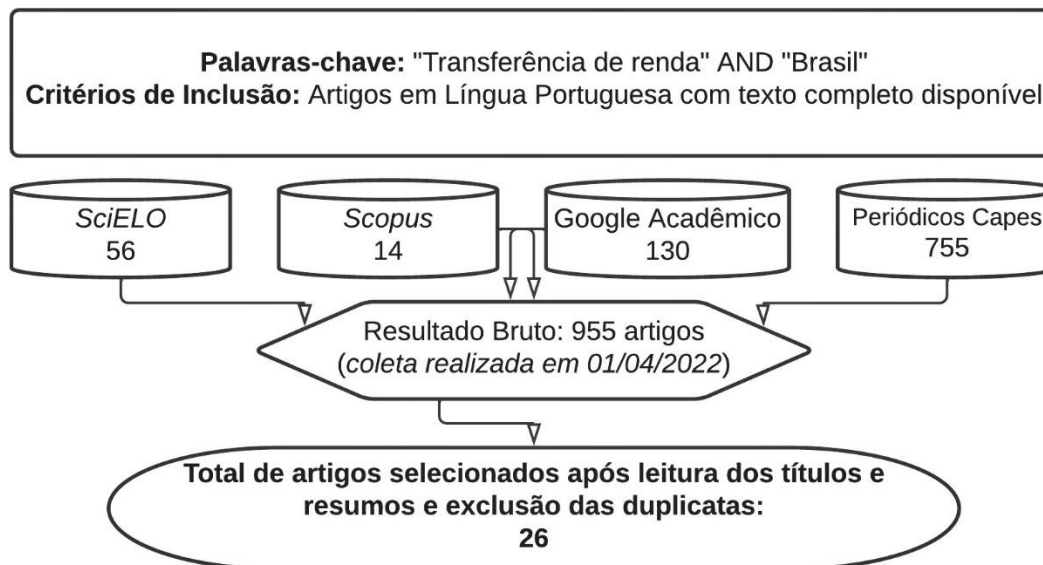 Palavras-chave: "Transferência de renda" AND "Brasil"
Critérios de Inclusão: Artigos em Língua Portuguesa com texto completo disponível
SciELO
56
Scopus
14
Google Acadêmico
130
Periódicos Capes
755
Resultado Bruto: 955 artigos
(coleta realizada em 01/04/2022)
Total de artigos selecionados após leitura dos títulos e
resumos e exclusão das duplicatas:
26